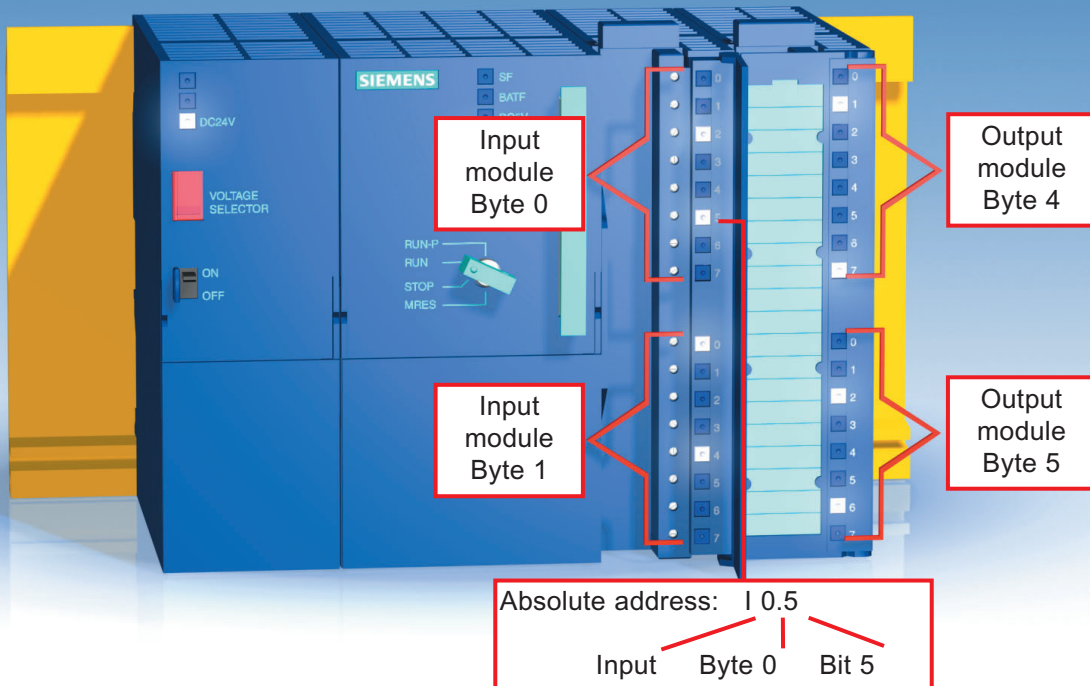 DC24V
VOLTAGE
SELECTOR
ON
OFF
SIEMENS
SF
BATF
RUN-P
RUN
STOP
MRES
Input
module
Byte 0
0
1
2
3
4
5
6
7
Input
module
Byte 1
0
1
2
3
4
5
6
7
0
1
2
3
4
5
6
7
Output
module
Byte 4
0
1
2
3
4
5
6
7
Output
module
Byte 5
Absolute address: I 0.5
Input Byte 0 Bit 5